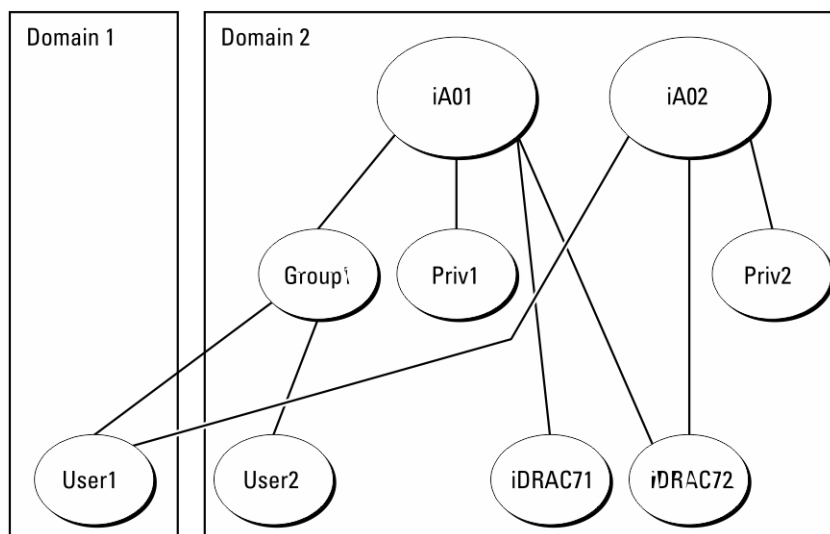 Domain 1
Domain 2
iA01
iA02
Group1
Priv1
Priv2
User1
User2
iDRAC71
iDRAC72